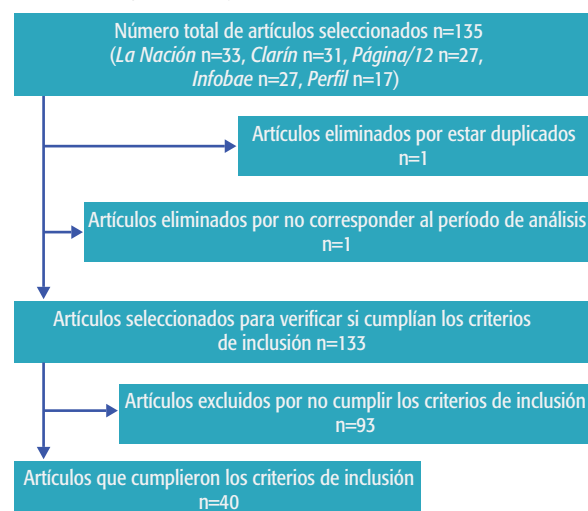 Número total de artículos seleccionados n=135
(La Nación n=33, Clarín n=31, Página/12 n=27,
Infobae n=27, Perfil n=17)
Artículos eliminados por estar duplicados
n=1
Artículos eliminados por no corresponder al período de análisis
n=1
Artículos seleccionados para verificar si cumplían los criterios
de inclusión n=133
Artículos excluidos por no cumplir los criterios de inclusión
n=93
Artículos que cumplieron los criterios de inclusión
n=40